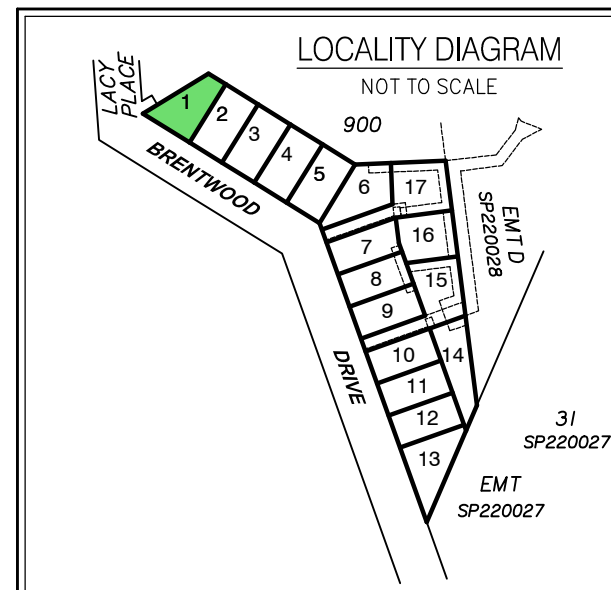 LOCALITY DIAGRAM
NOT TO SCALE
LACY
PLACE
1
2
3
4
5
900
6
17
BRENTWOOD
EMT D
SP220028
7
16
8
15
9
DRIVE
10
14
11
12
13
31
SP220027
EMT
SP220027